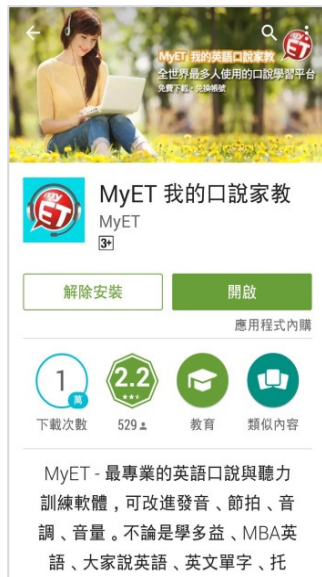 MyET 我的英語口說家教
全世界最多人使用的口說學習平台
免費下載，兌換帳號
my
ET
my
ET
MyET 我的口說家教
MyET
3+
解除安裝
開啟
應用程式內購
1
萬
2.2
下載次數
529
教育
類似內容
MyET - 最專業的英語口說與聽力
訓練軟體，可改進發音、節拍、音
調、音量。不論是學多益、MBA英
語、大家說英語、英文單字、托